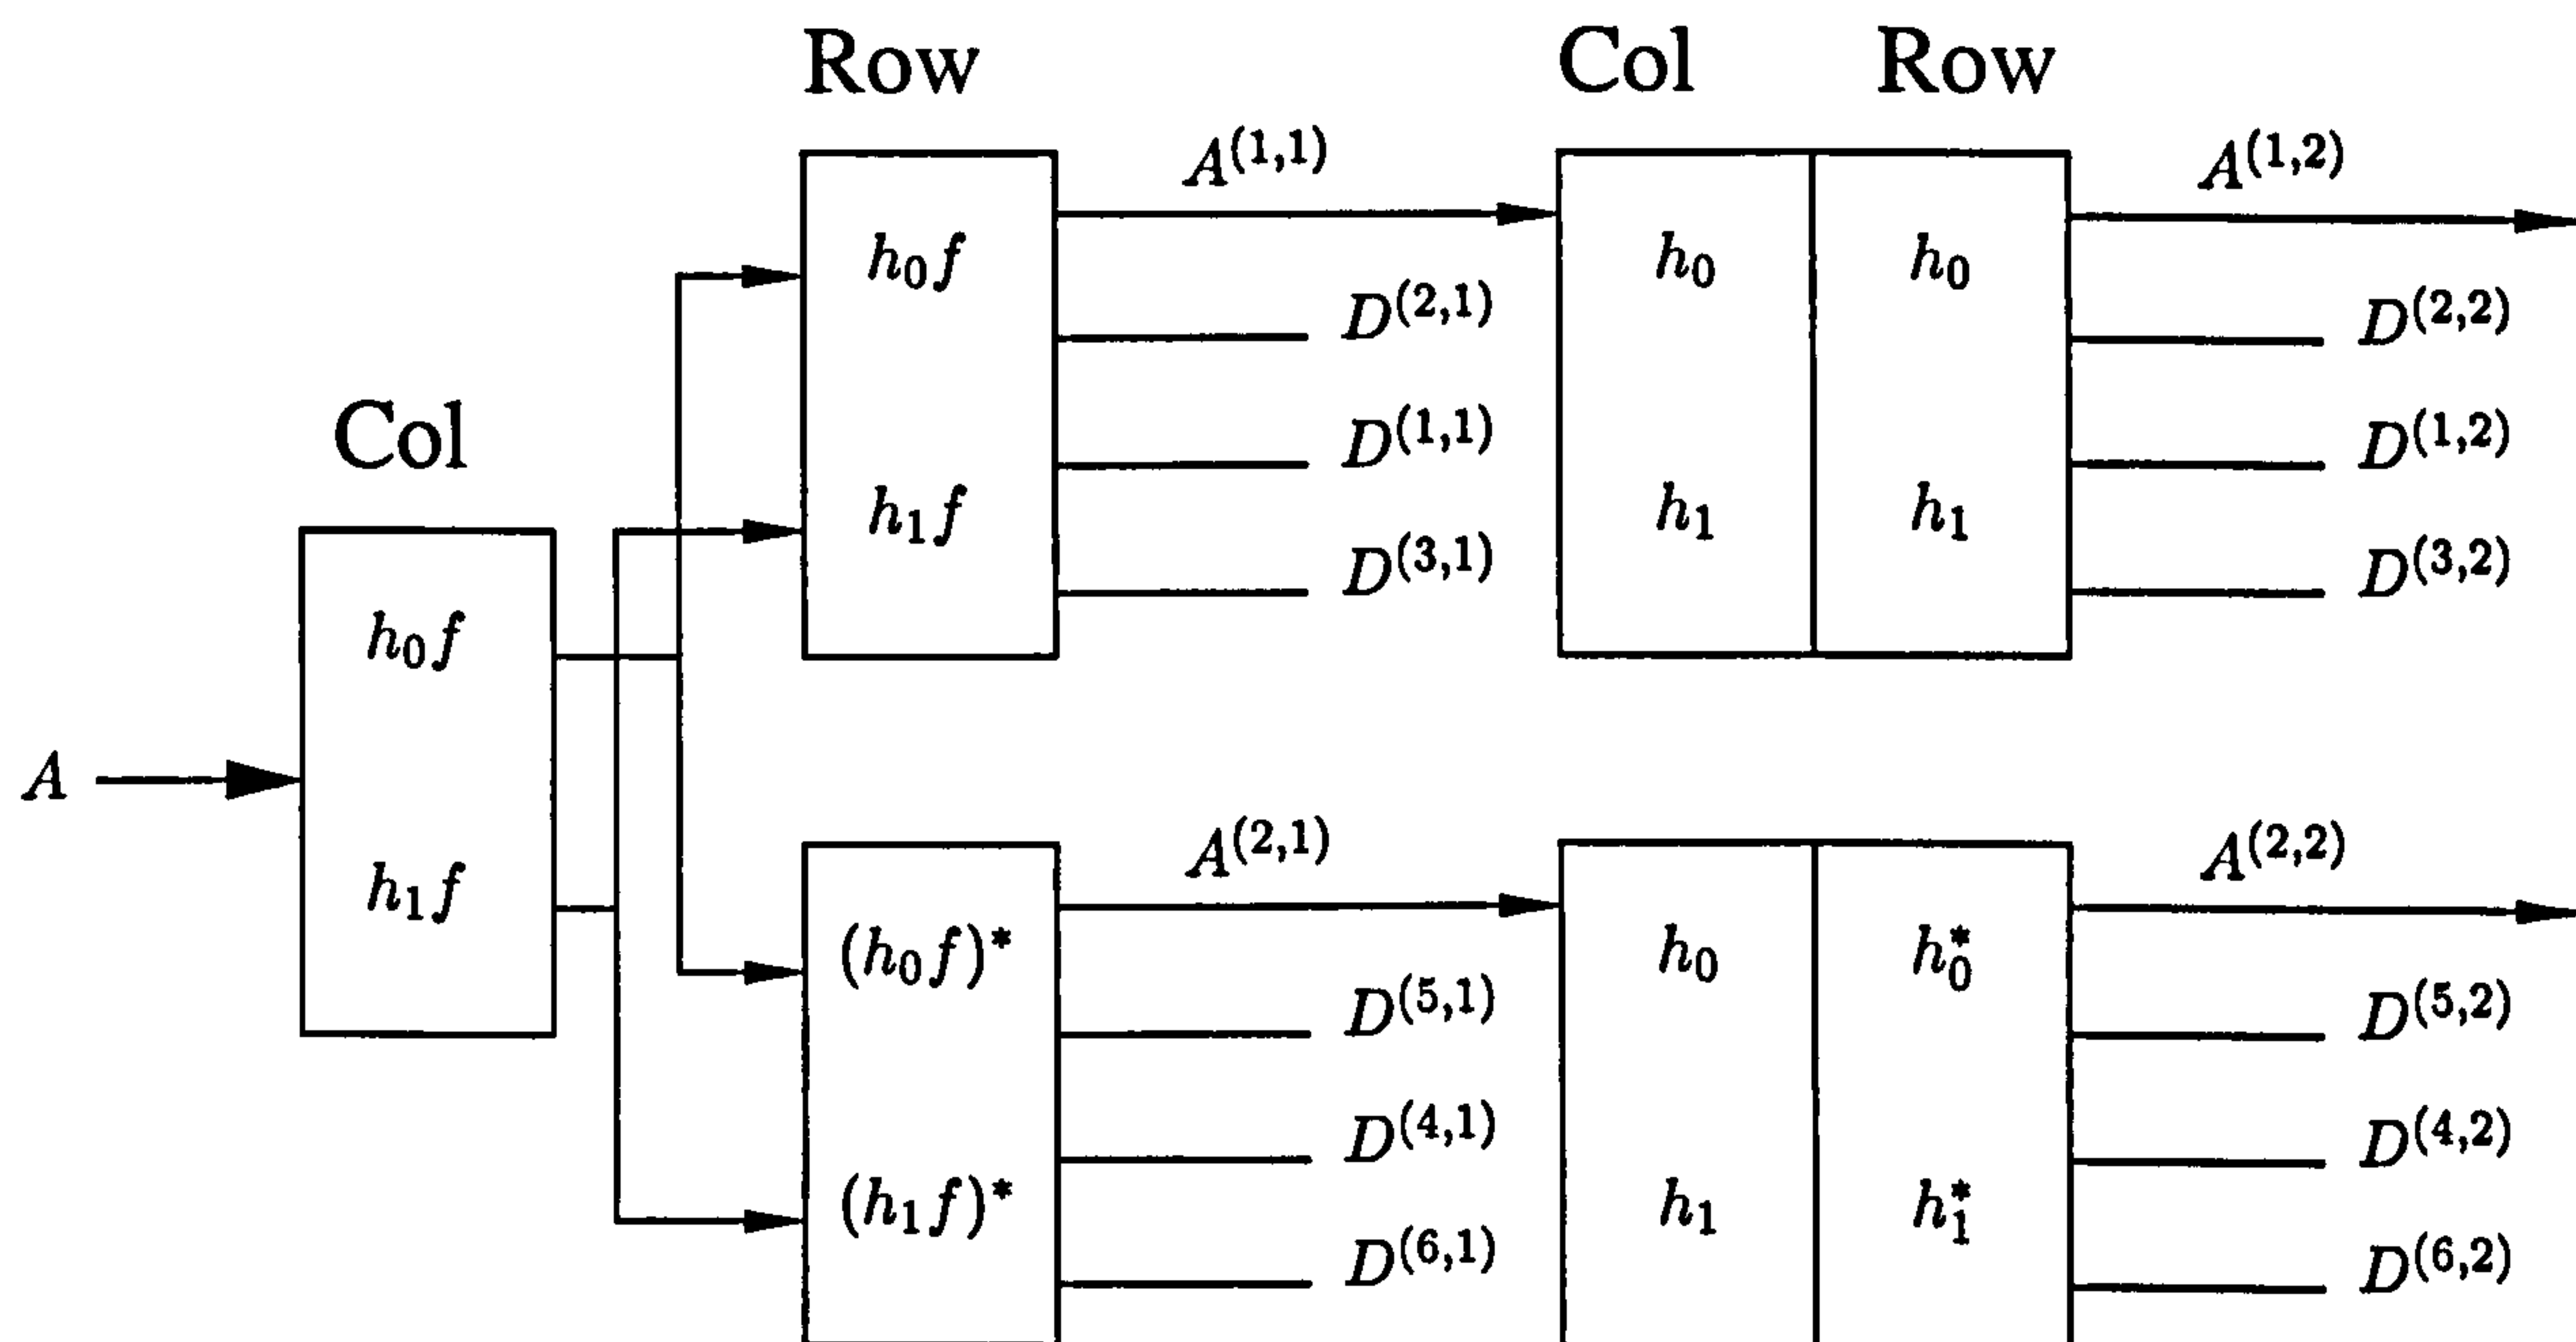 Row Col Row
A^{(1,1)} A^{(1,2)}
h_0 f h_0 h_0
D^{(2,1)} D^{(2,2)}
Col D^{(1,1)} D^{(1,2)}
h_1 f h_1 h_1
D^{(3,1)} D^{(3,2)}
h_0 f
A
h_1 f
A^{(2,1)} A^{(2,2)}
(h_0 f)^* h_0 h_0^*
D^{(5,1)} D^{(5,2)}
D^{(4,1)} D^{(4,2)}
(h_1 f)^* h_1 h_1^*
D^{(6,1)} D^{(6,2)}